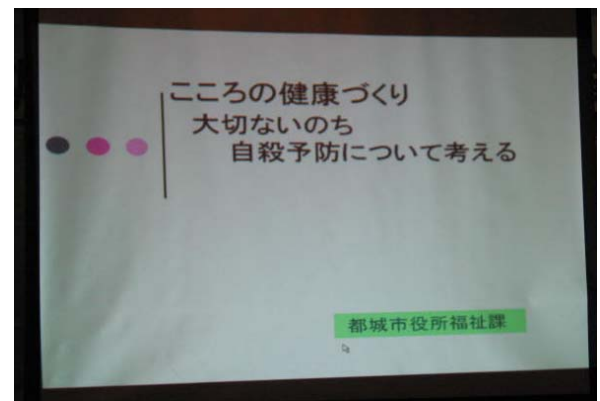 こころの健康づくり
大切ないのち
自殺予防について考える
都城市役所福祉課